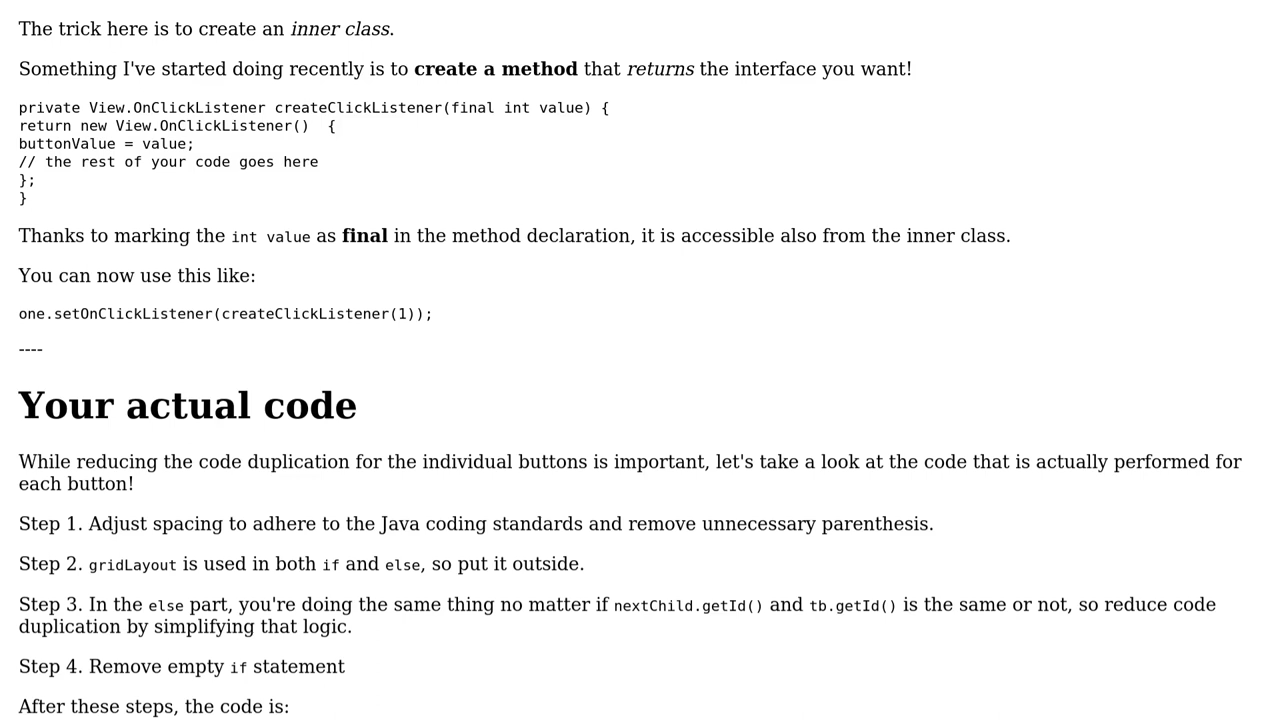 The trick here is to create an inner class.
Something I've started doing recently is to create a method that returns the interface you want!
private View.OnClickListener createClickListener(final int value) {
return new View.OnClickListener()  {
buttonValue = value;
// the rest of your code goes here
};
}
Thanks to marking the int value as final in the method declaration, it is accessible also from the inner class.
You can now use this like:
one.setOnClickListener(createClickListener(1));
----
Your actual code
While reducing the code duplication for the individual buttons is important, let's take a look at the code that is actually performed for
each button!
Step 1. Adjust spacing to adhere to the Java coding standards and remove unnecessary parenthesis.
Step 2. gridLayout is used in both if and else, so put it outside.
Step 3. In the else part, you're doing the same thing no matter if nextChild.getId() and tb.getId() is the same or not, so reduce code
duplication by simplifying that logic.
Step 4. Remove empty if statement
After these steps, the code is: